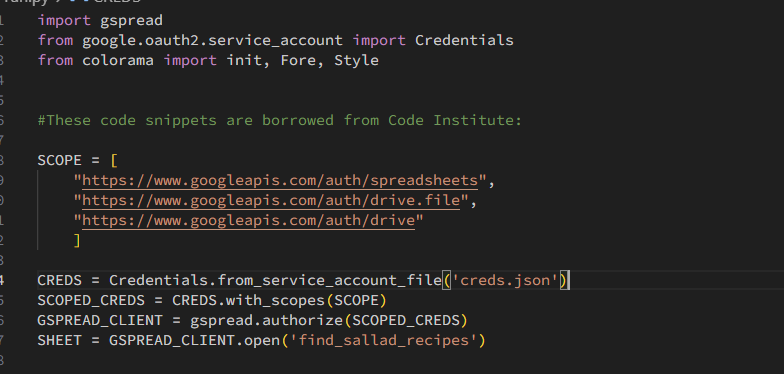 CREDS
import gspread
from google.oauth2.service_account import Credentials
from colorama import init, Fore, Style
#These code snippets are borrowed from Code Institute:
SCOPE = [
"https://www.googleapis.com/auth/spreadsheets",
"https://www.googleapis.com/auth/drive.file",
"https://www.googleapis.com/auth/drive"
]
CREDS = Credentials.from_service_account_file('creds.json')
SCOPED_CREDS = CREDS.with_scopes(SCOPE)
GSPREAD_CLIENT = gspread.authorize(SCOPED_CREDS)
SHEET = GSPREAD_CLIENT.open('find_sallad_recipes')